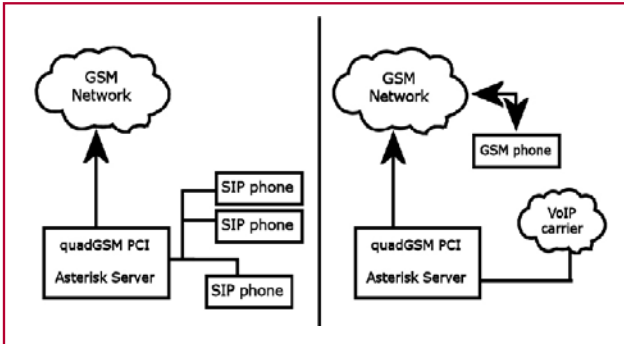 GSM
Network
SIP phone
SIP phone
quadGSM PCI
Asterisk Server
SIP phone
GSM
Network
GSM phone
VoIP
carrier
quadGSM PCI
Asterisk Server